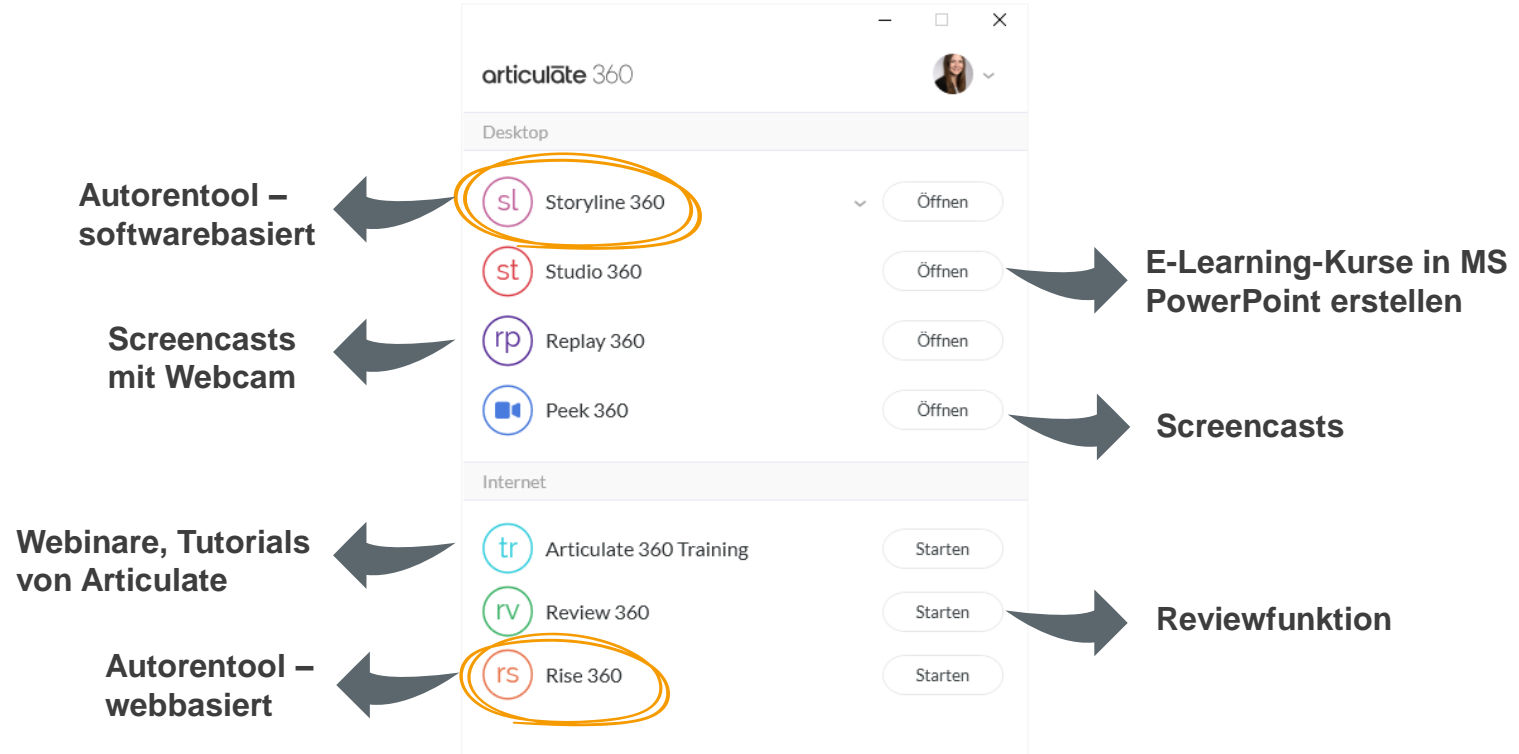 articulāte 360
Desktop
Autorentool –
softwarebasiert
sl Storyline 360 Öffnen
st Studio 360 Öffnen
E-Learning-Kurse in MS
PowerPoint erstellen
Screencasts
mit Webcam
rp Replay 360 Öffnen
Peek 360 Öffnen
Screencasts
Internet
Webinare, Tutorials
von Articulate
tr Articulate 360 Training Starten
rv Review 360 Starten
Reviewfunktion
Autorentool –
webbasiert
rs Rise 360 Starten